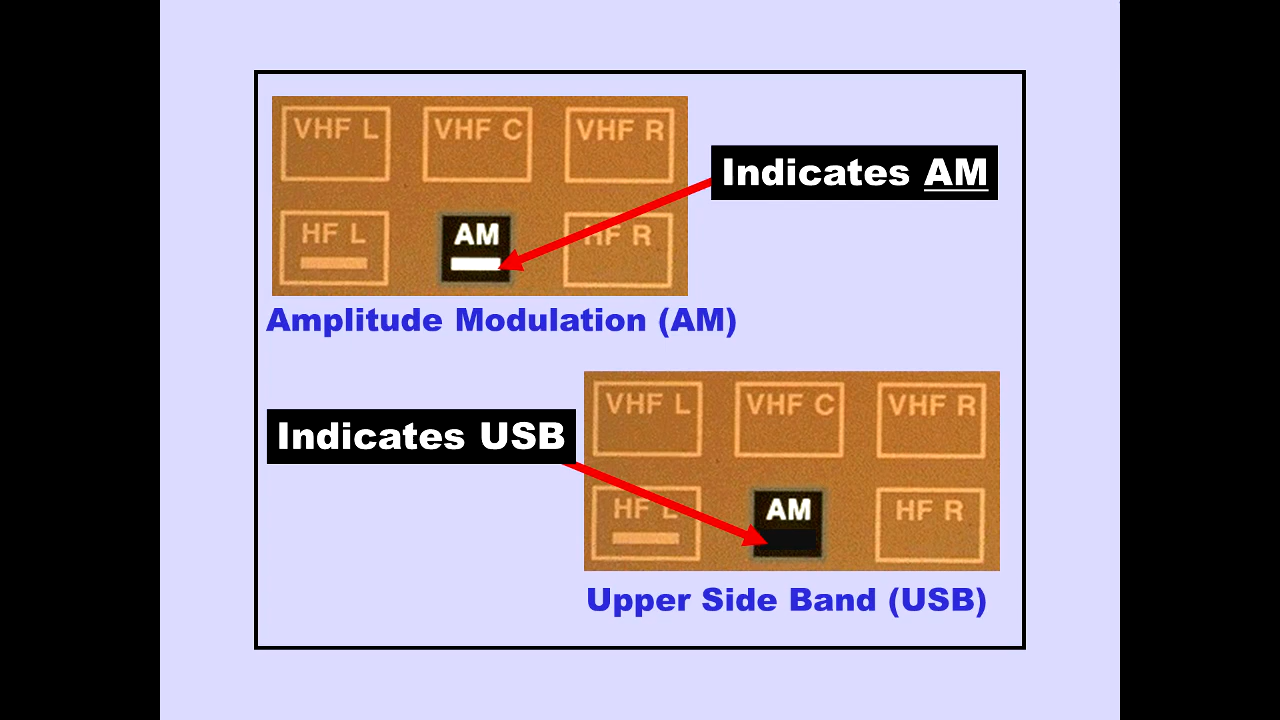 VHF L VHF C VHF R
Indicates AM
HF L AM HF R
Amplitude Modulation (AM)
VHF L VHF C VHF R
Indicates USB
HF L AM HF R
Upper Side Band (USB)